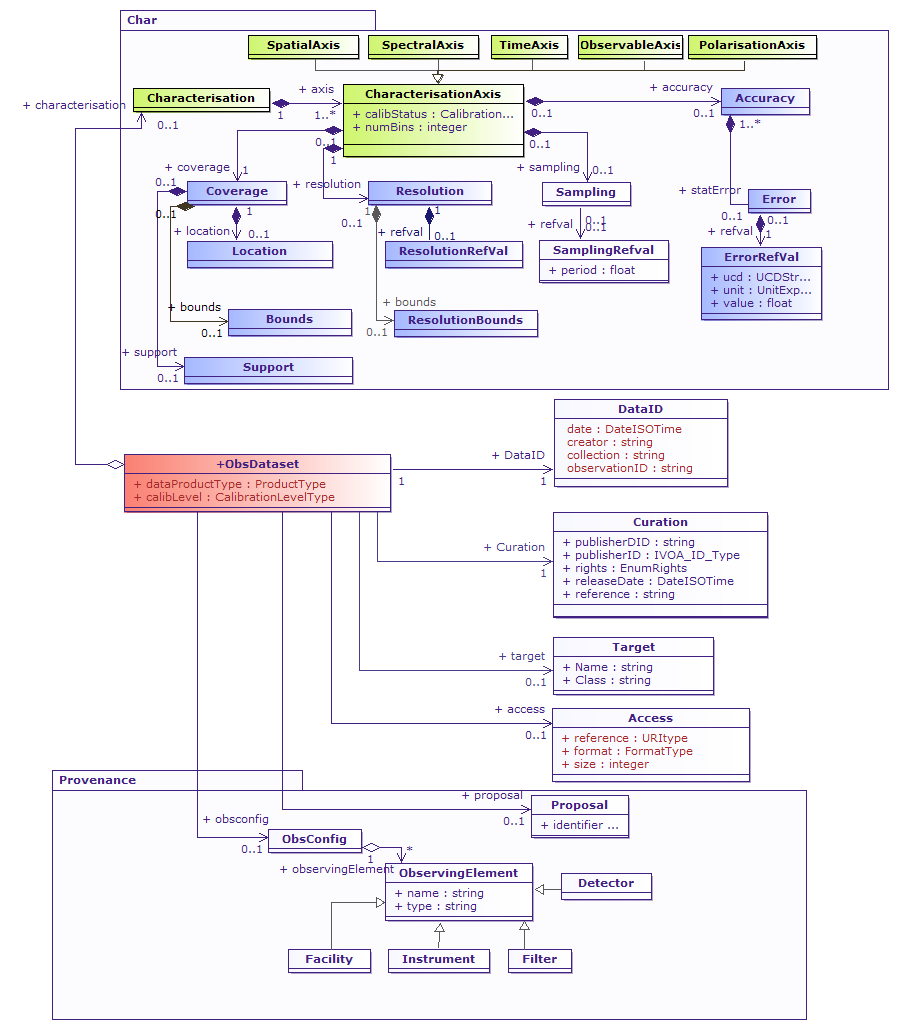 Char
SpatialAxis
SpectralAxis
TimeAxis
ObservableAxis
PolarisationAxis
+ characterisation
0..1
Characterisation
1
+ axis
1..*
CharacterisationAxis
+ calibStatus : Calibration...
+ numBins : integer
+ accuracy
0..1
0..1
Accuracy
1..*
0..1
1
0..1
+ coverage
1
0..1
0..1
+ resolution
+ sampling
0..1
+ statError
0..1
Coverage
Resolution
Sampling
Error
1
+ location
0..1
Location
1
0..1
1
+ refval
0..1
ResolutionRefVal
+ refval
0..1
0..1
SamplingRefval
+ period : float
0..1
+ refval
1
ErrorRefVal
+ ucd : UCDStr...
+ unit : UnitExp...
+ value : float
+ bounds
0..1
Bounds
+ bounds
0..1
ResolutionBounds
+ support
0..1
Support
+ObsDataset
+ dataProductType : ProductType
+ calibLevel : CalibrationLevelType
+ DataID
1
1
DataID
date : DateISOTime
creator : string
collection : string
observationID : string
+ Curation
1
Curation
+ publisherDID : string
+ publisherID : IVOA_ID_Type
+ rights : EnumRights
+ releaseDate : DateISOTime
+ reference : string
+ target
0..1
Target
+ Name : string
+ Class : string
+ access
0..1
Access
+ reference : URItype
+ format : FormatType
+ size : integer
Provenance
+ proposal
0..1
Proposal
+ identifier ...
+ obsconfig
0..1
ObsConfig
1
*
+ observingElement
ObservingElement
+ name : string
+ type : string
Detector
Facility
Instrument
Filter